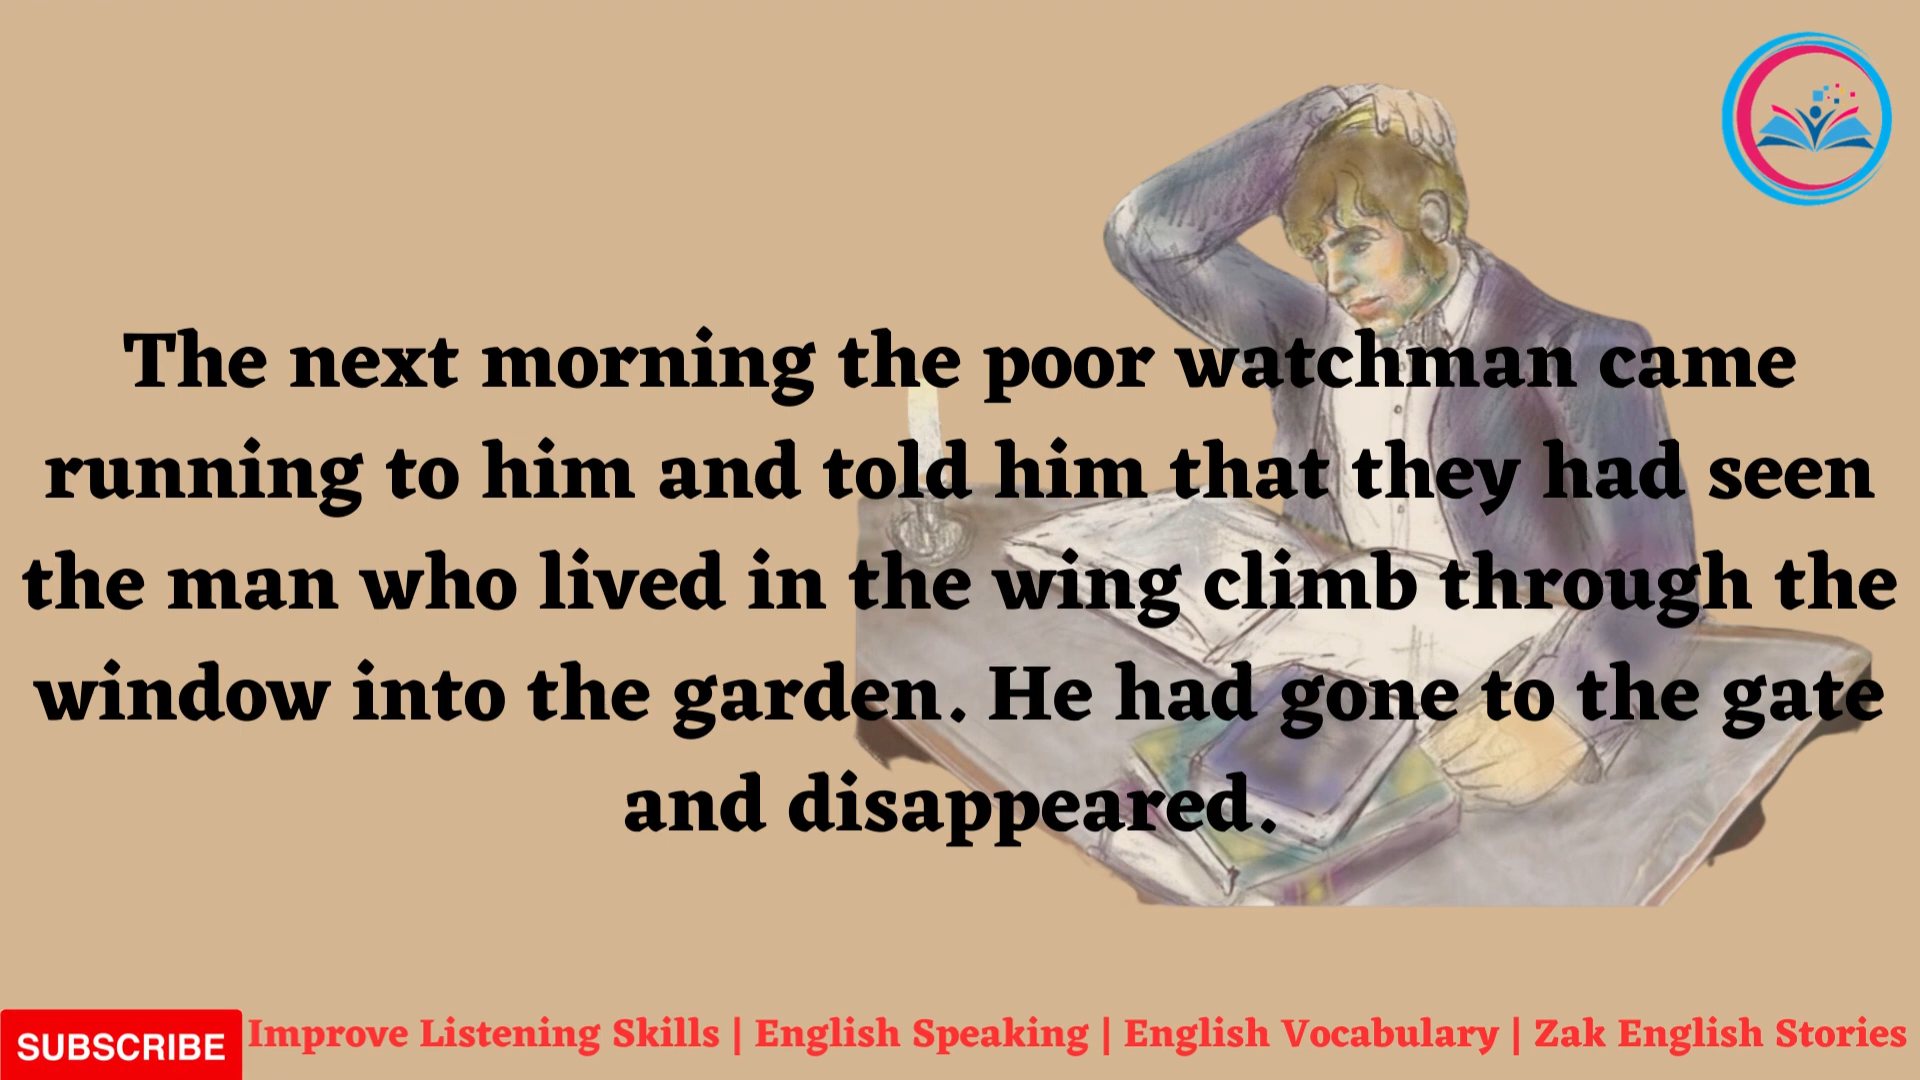 The next morning the poor watchman came
running to him and told him that they had seen
the man who lived in the wing climb through the
window into the garden. He had gone to the gate
and disappeared.
SUBSCRIBE
Improve Listening Skills | English Speaking | English Vocabulary | Zak English Stories